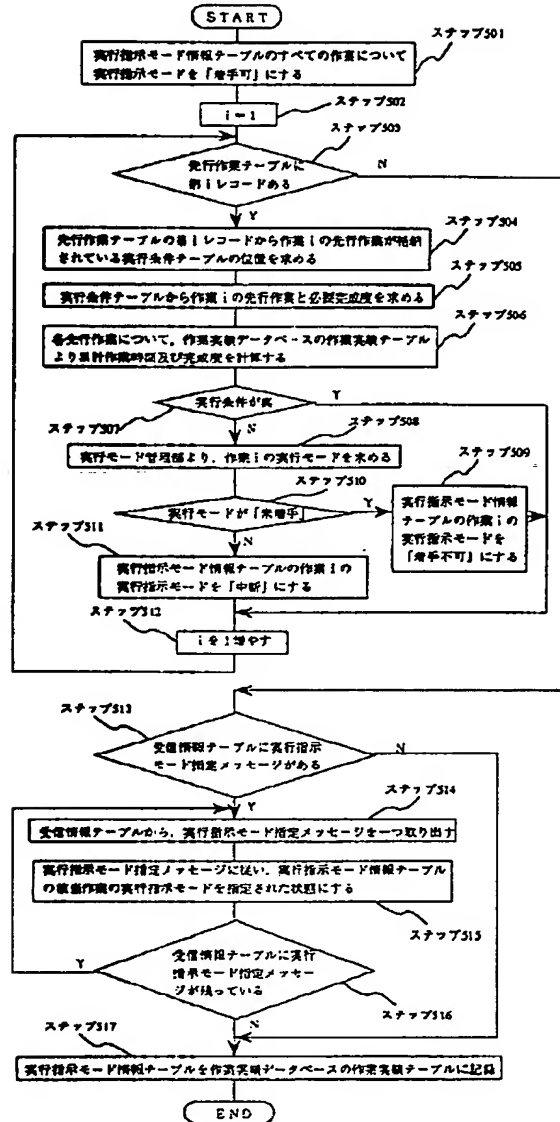 START
ステップ501
実行指示モード情報テーブルのすべての作業について
実行指示モードを「着手可」にする
ステップ502
i=1
ステップ503
先行作業テーブルに
第iレコードある
N
Y
ステップ504
先行作業テーブルの第iレコードから作業iの先行作業が格納
されている実行条件テーブルの位置を求める
ステップ505
実行条件テーブルから作業iの先行作業と必要完成度を求める
ステップ506
各先行作業について、作業実績データベースの作業実績テーブル
より累計作業時間及び完成度を計算する
実行条件が真
Y
ステップ507
N
ステップ508
実行モード管理部より、作業iの実行モードを求める
ステップ509
ステップ510
実行モードが「未着手」
Y
実行指示モード情報
テーブルの作業iの
実行指示モードを
「着手不可」にする
ステップ511
N
実行指示モード情報テーブルの作業iの
実行指示モードを「中断」にする
ステップ512
iを1増やす
ステップ513
受信情報テーブルに実行指示
モード指定メッセージがある
N
Y
ステップ514
受信情報テーブルから、実行指示モード指定メッセージを一つ取り出す
実行指示モード指定メッセージに従い、実行指示モード情報テーブル
の該当作業の実行指示モードを指定された状態にする
ステップ515
受信情報テーブルに実行
指示モード指定メッセー
ジが残っている
Y
ステップ516
N
ステップ517
実行指示モード情報テーブルを作業実績データベースの作業実績テーブルに記録
END